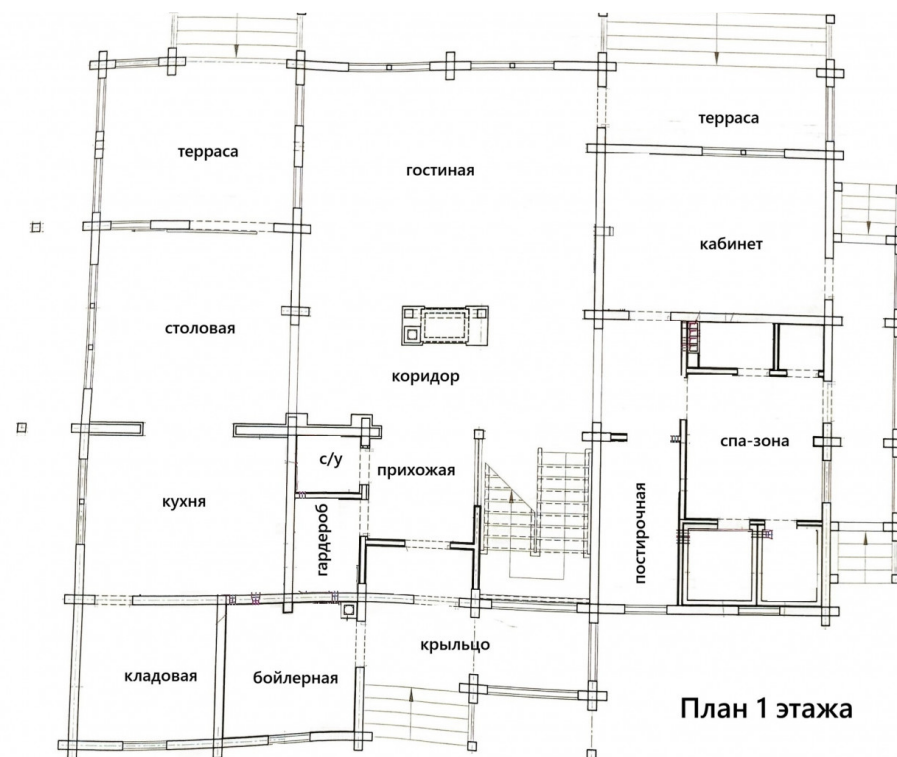 терраса
терраса
гостиная
кабинет
столовая
коридор
спа-зона
с/у
прихожая
кухня
гардероб
постирочная
крыльцо
кладовая
бойлерная
План 1 этажа